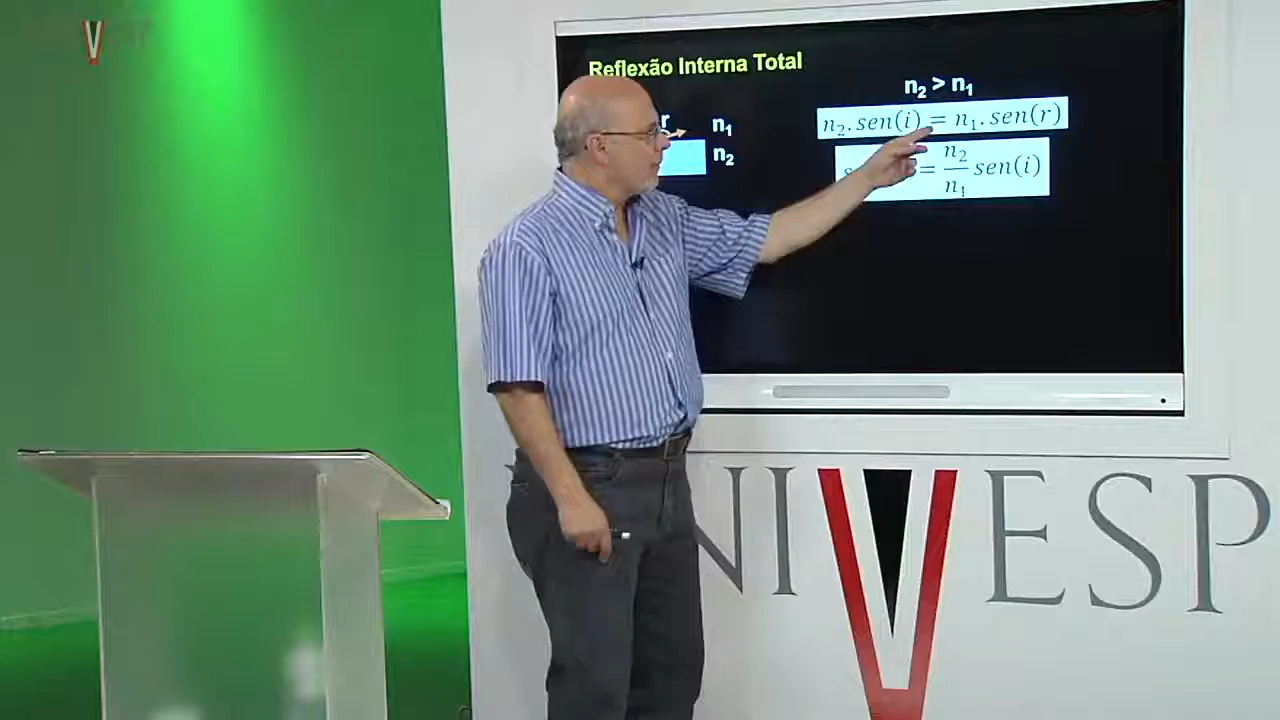 Reflexão Interna Total
n₂ > n₁
r
n₁
n₂
n₂.sen(i) = n₁.sen(r)
= n₂/n₁ sen(i)
NIVESP
V